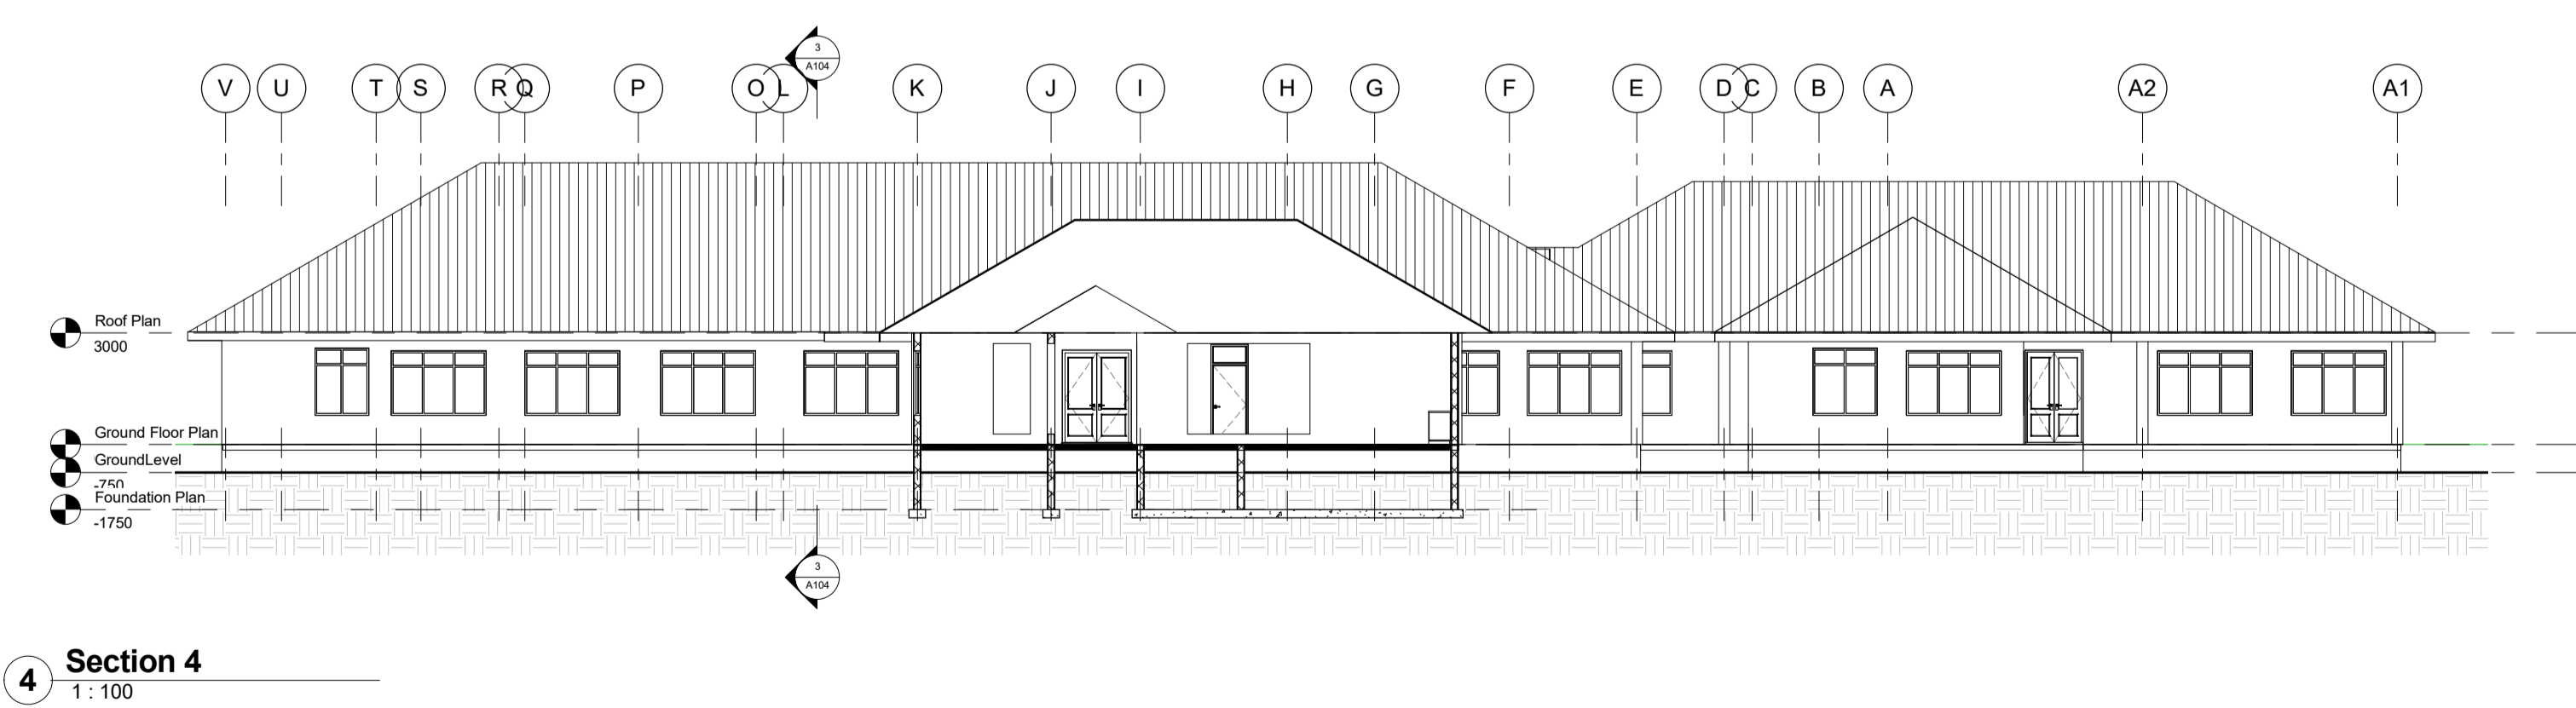 3
A104
V U T S R Q P O L K J I H G F E D C B A A2 A1
Roof Plan
3000
Ground Floor Plan
GroundLevel
-750
Foundation Plan
-1750
3
A104
4 Section 4
1 : 100